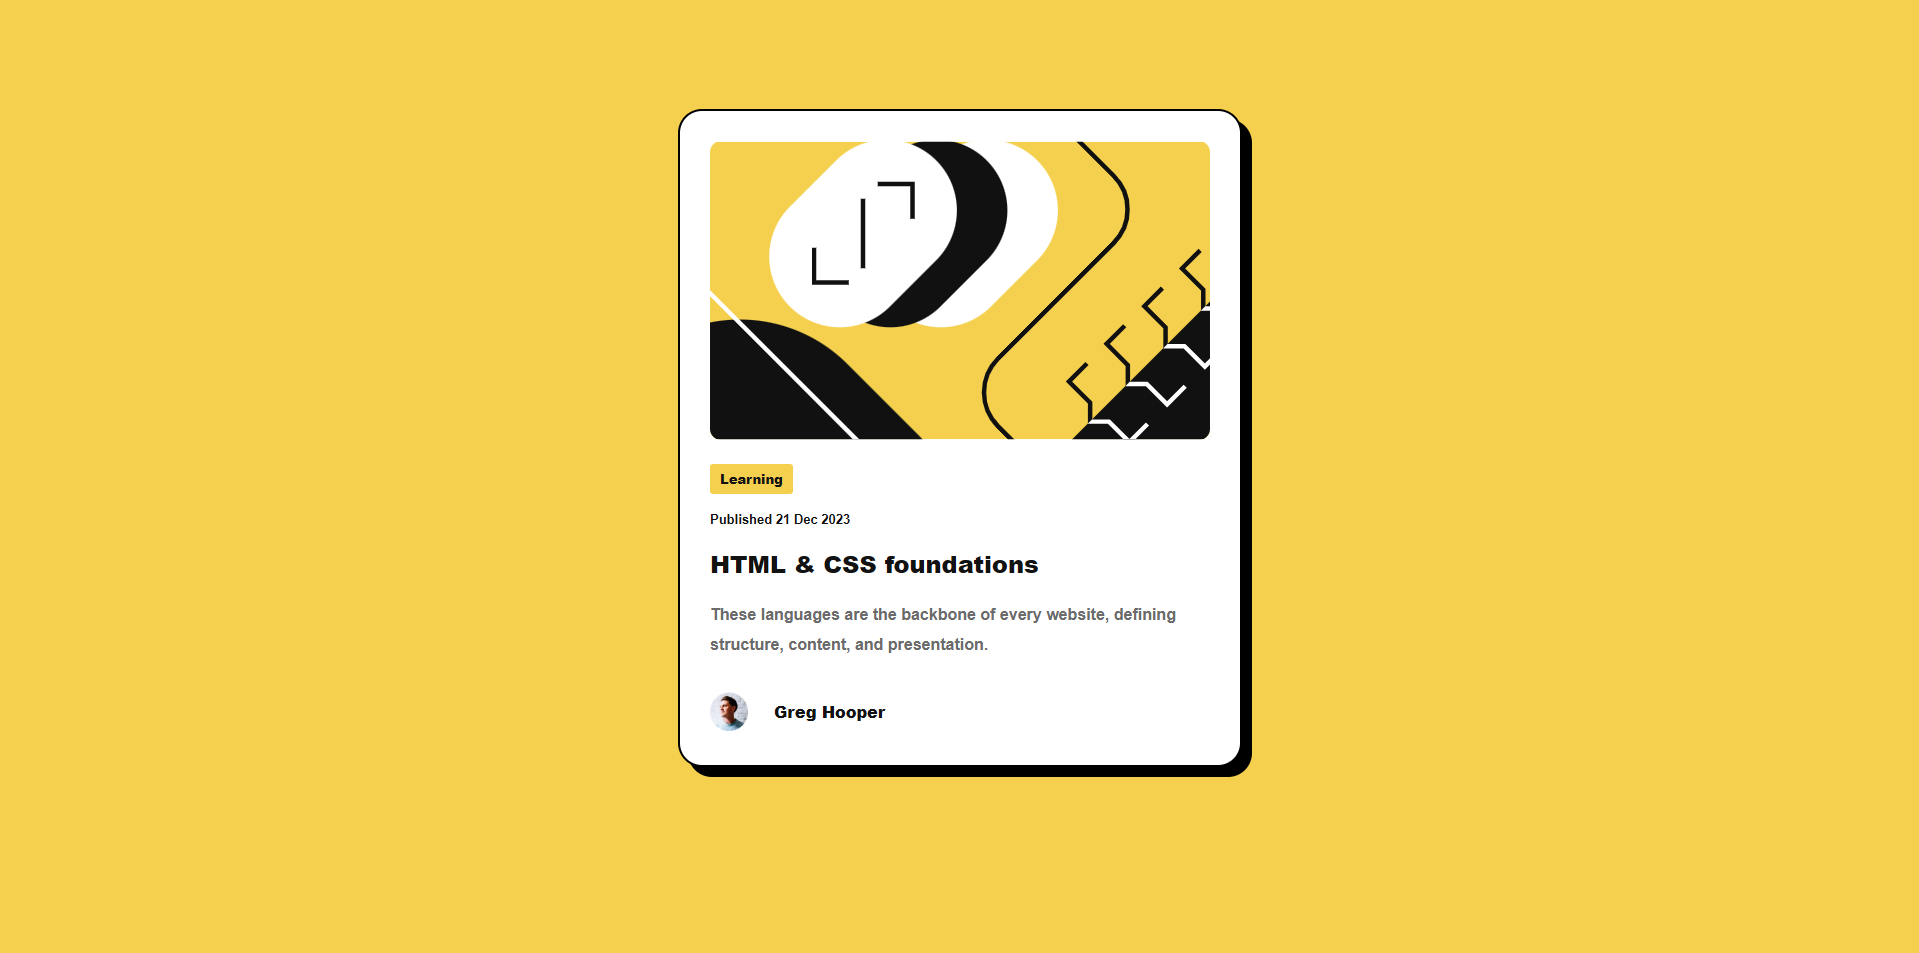 Learning
Published 21 Dec 2023
HTML & CSS foundations
These languages are the backbone of every website, defining
structure, content, and presentation.
Greg Hooper